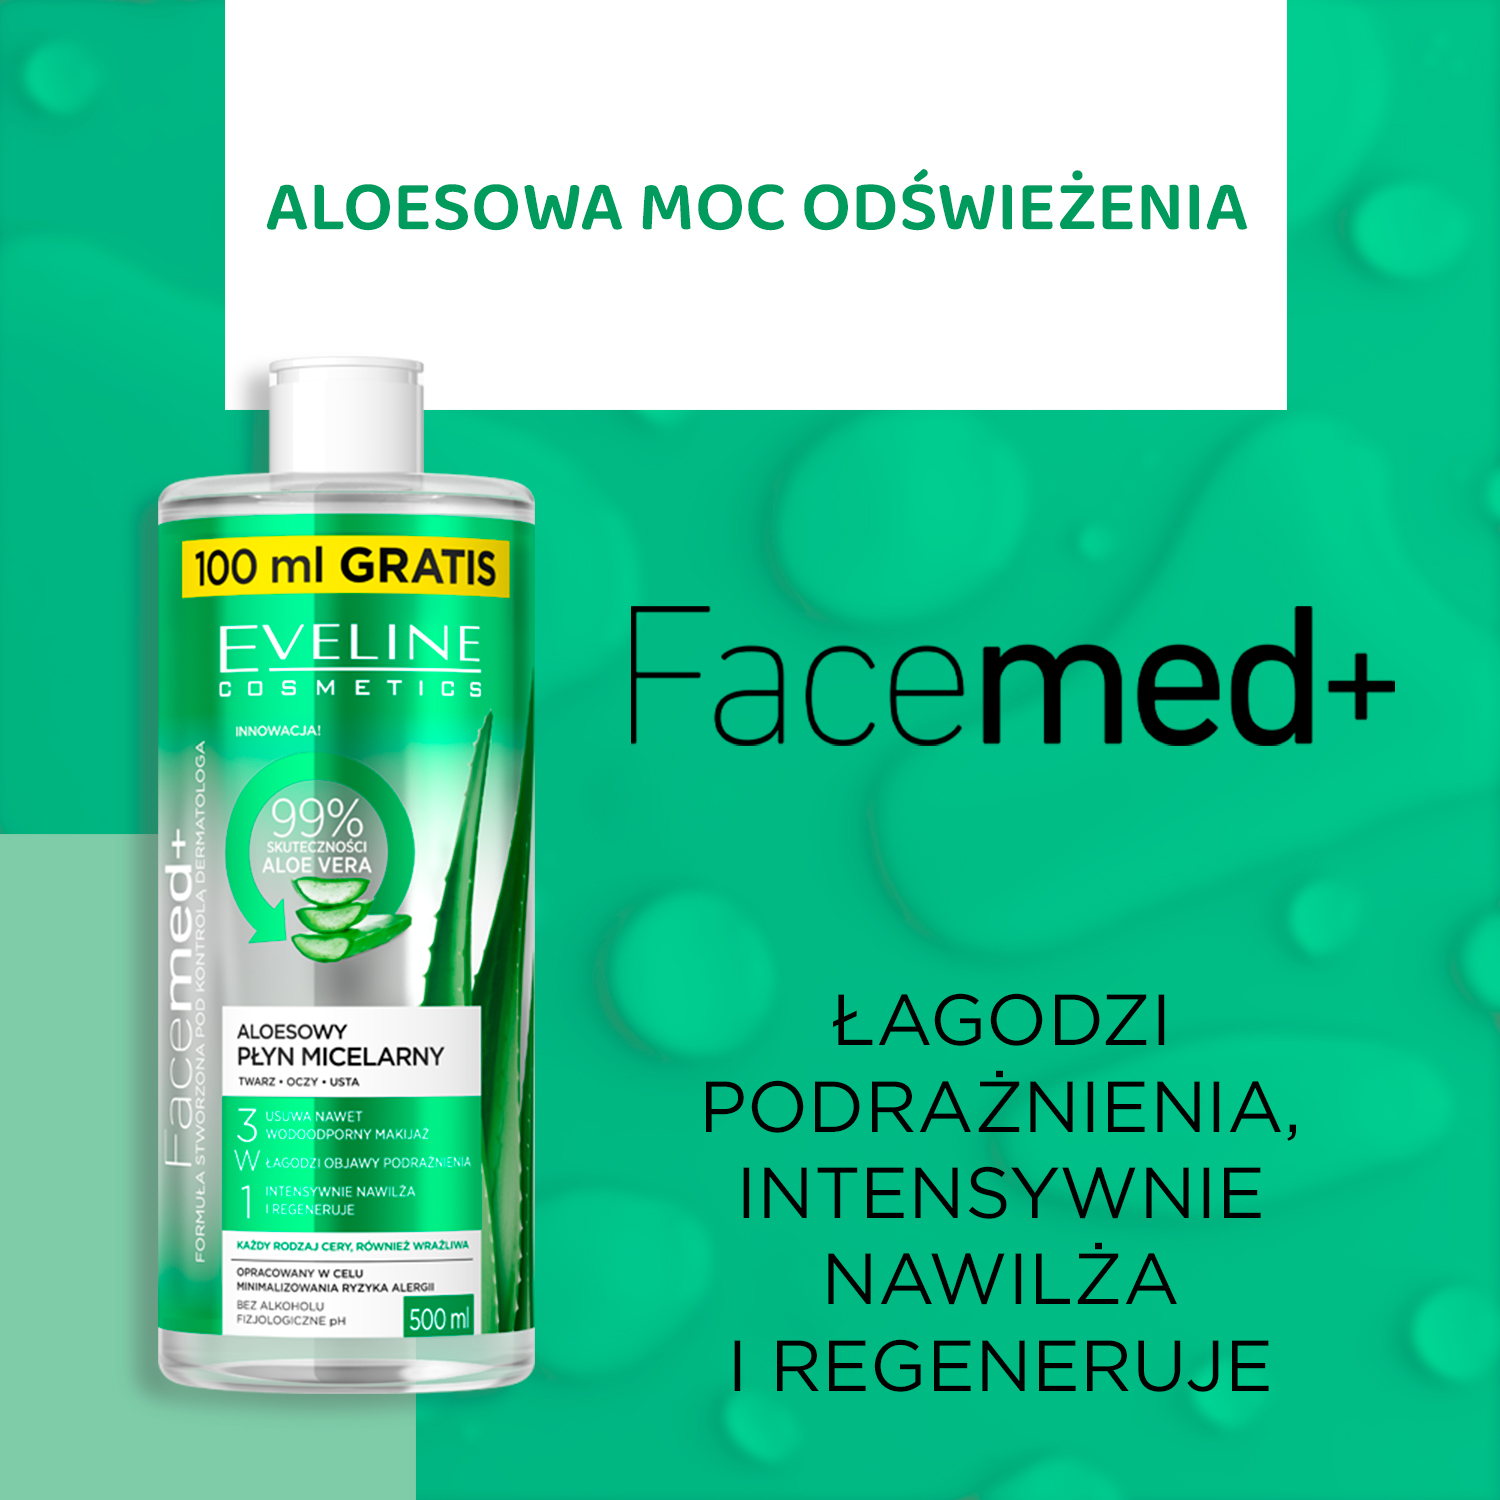 ALOESOWA MOC ODŚWIEŻENIA
100 ml GRATIS
EVELINE
COSMETICS
INNOWACJA!
99%
SKUTECZNOŚCI
ALOE VERA
Facemed+
FORMUŁA STWORZONA POD KONTROLĄ DERMATOLOGA
ALOESOWY
PŁYN MICELARNY
TWARZ • OCZY • USTA
3 W 1
USUWA NAWET
WODOODPORNY MAKIJAŻ
ŁAGODZI OBJAWY PODRAŻNIENIA
INTENSYWNIE NAWILŻA
I REGENERUJE
KAŻDY RODZAJ CERY, RÓWNIEŻ WRAŻLIWA
OPRACOWANY W CELU
MINIMALIZOWANIA RYZYKA ALERGII
BEZ ALKOHOLU
FIZJOLOGICZNE pH
500 ml
Facemed+
ŁAGODZI
PODRAŻNIENIA,
INTENSYWNIE
NAWILŻA
I REGENERUJE